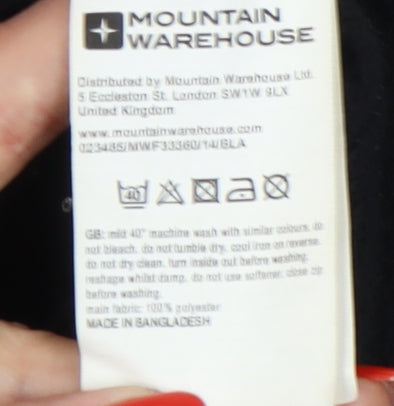 MOUNTAIN
WAREHOUSE
Distributed by Mountain Warehouse Ltd.
5 Eccleston St. London SW1W 9LX
United Kingdom
www.mountainwarehouse.com
023485/MWF33360/14/BLA
40
GB: mild 40° machine wash with similar colours, do
not bleach, do not tumble dry, cool iron on reverse,
do not dry clean, turn inside out before washing,
reshape whilst damp, do not use softener, close zip
before washing.
main fabric: 100% polyester
MADE IN BANGLADESH